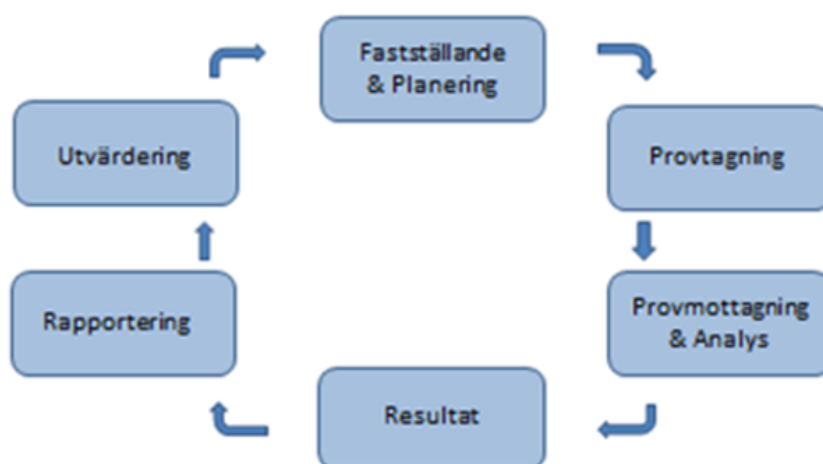 Fastställande
& Planering
Utvärdering
Provtagning
Rapportering
Provmottagning
& Analys
Resultat